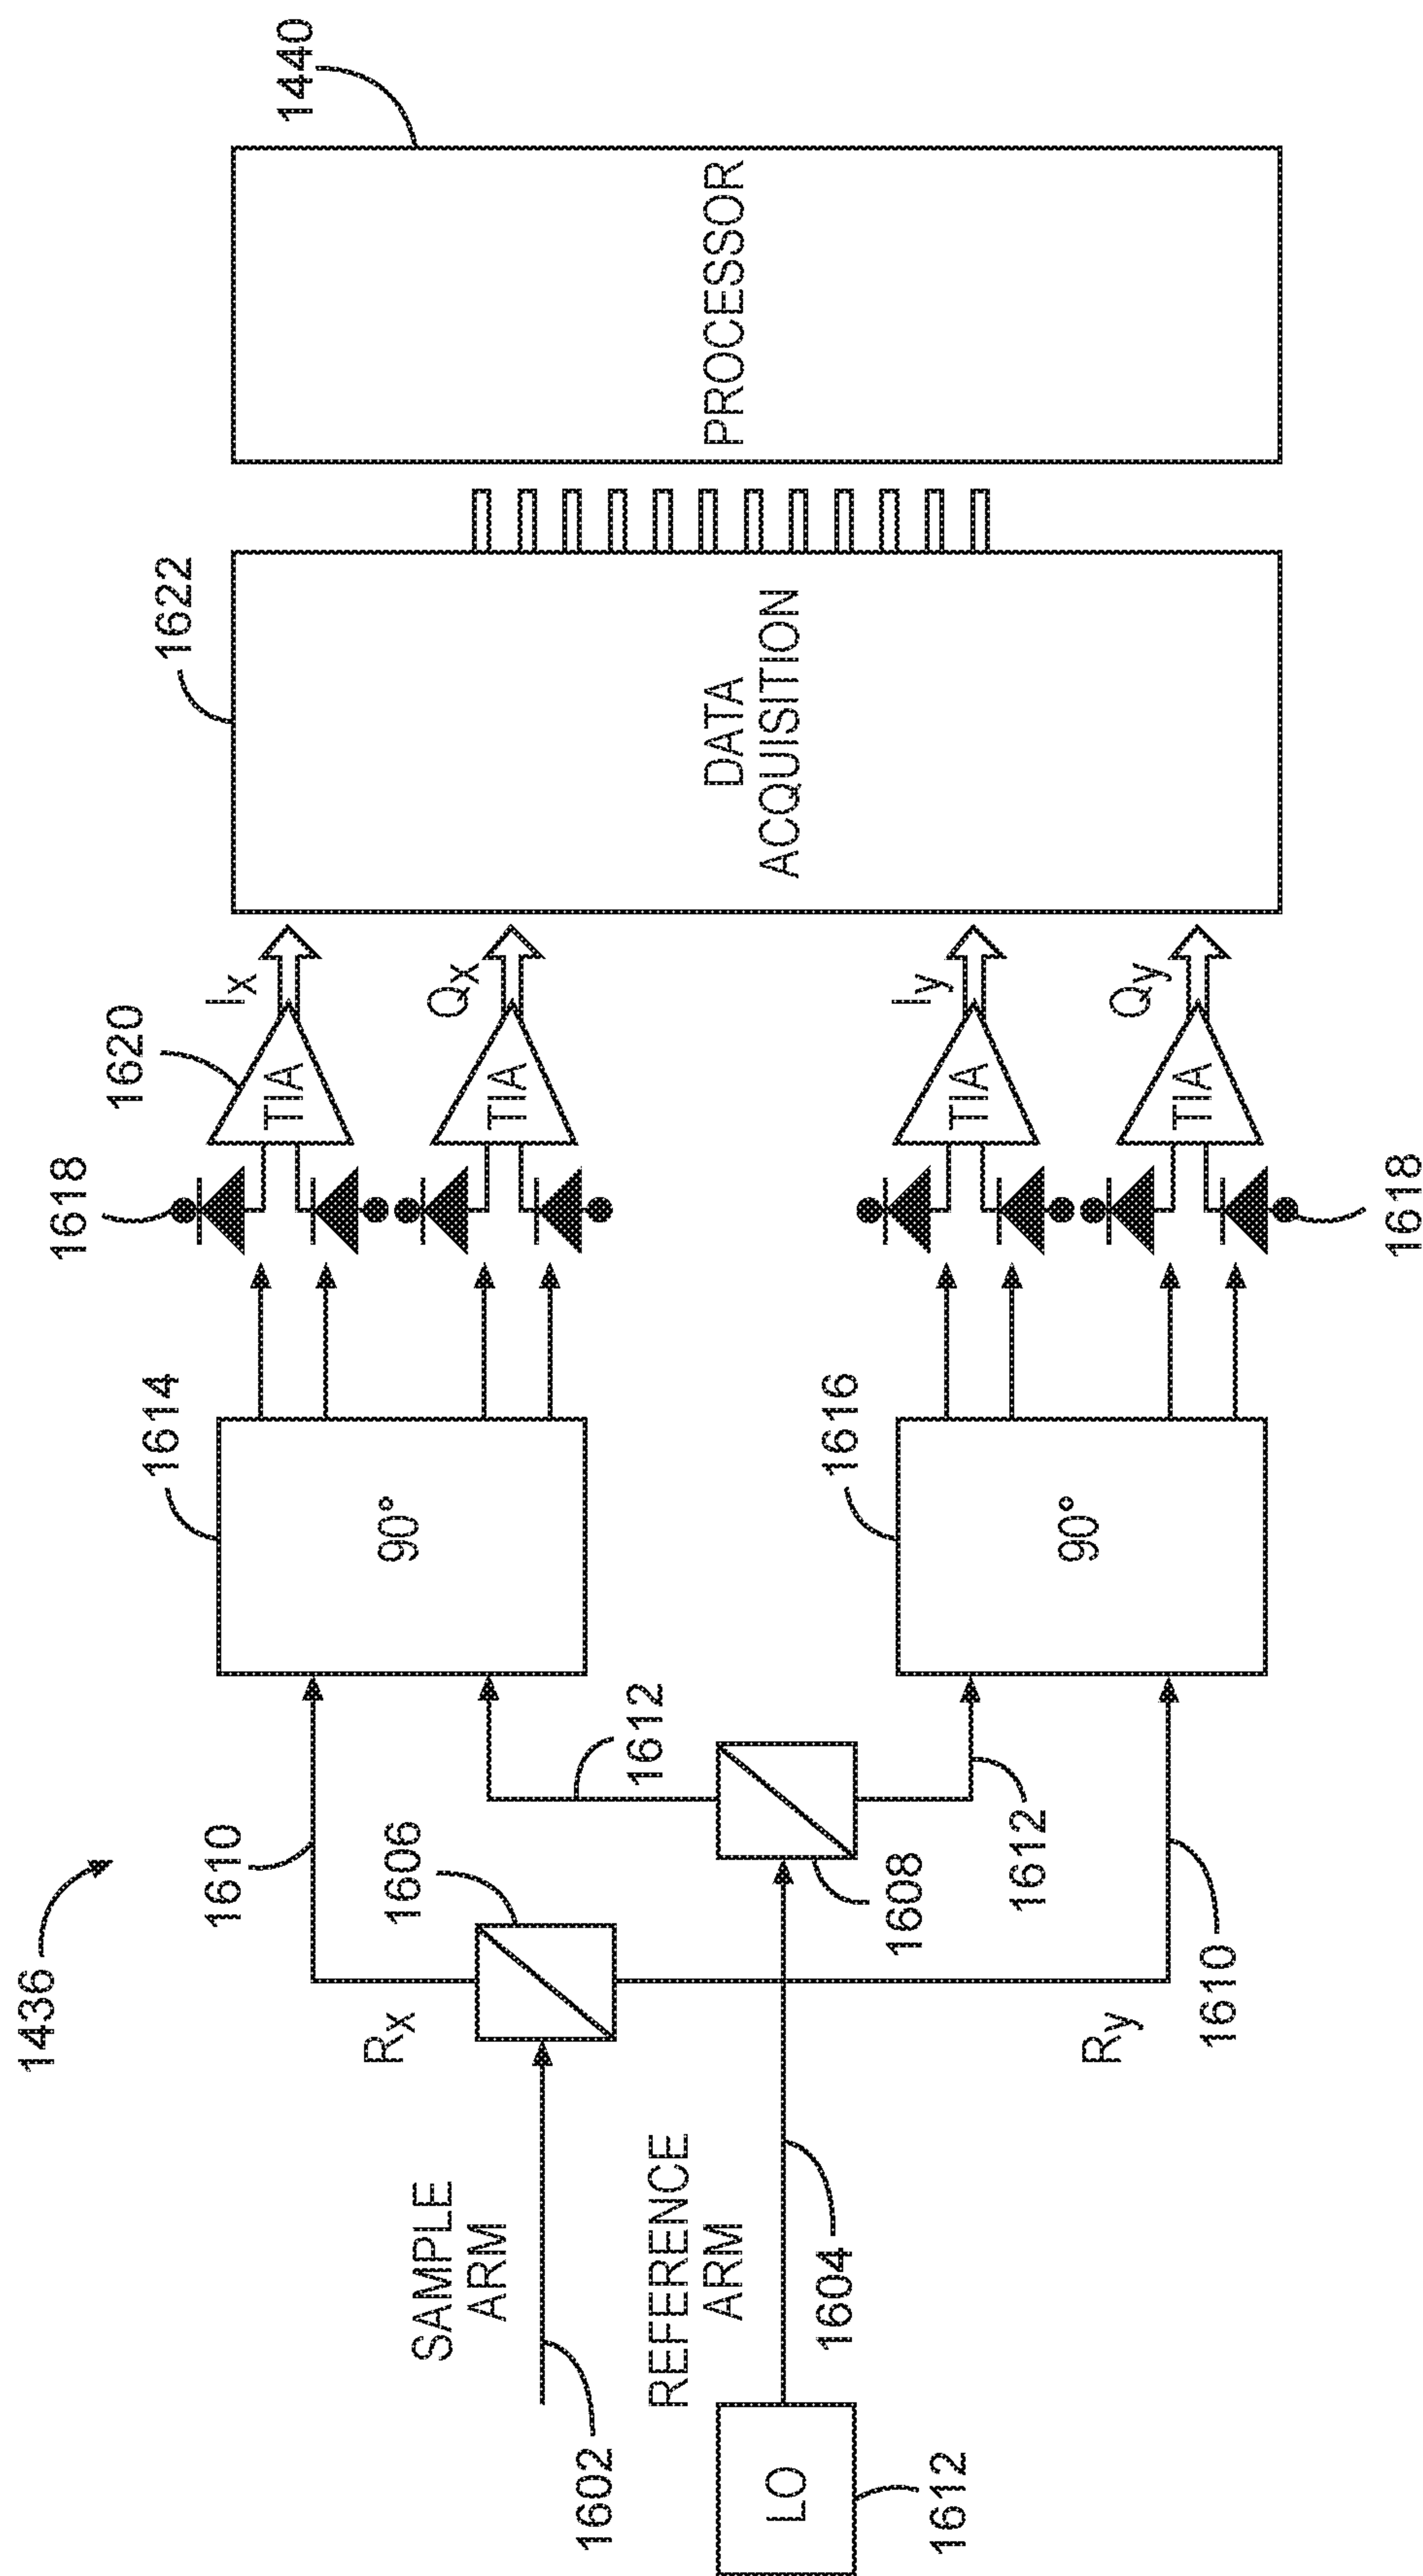 1436
1602
SAMPLE
ARM
LO
1612
REFERENCE
ARM
1604
Rx
Ry
1606
1608
1610
1610
1612
1612
1614
90°
1616
90°
1618
1618
1620
TIA
TIA
TIA
TIA
Ix
Qx
Iy
Qy
1622
DATA
ACQUISITION
1440
PROCESSOR